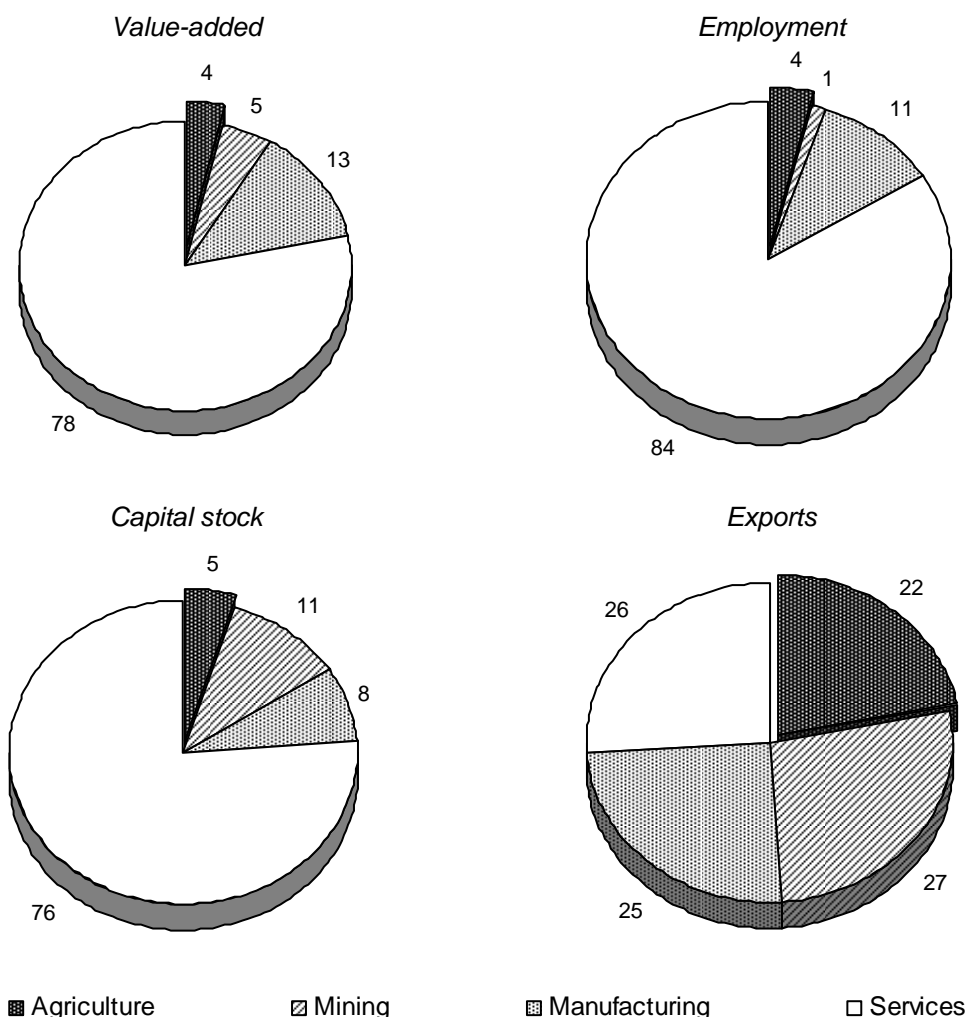 Value-added
Employment
4
5
13
78
4
1
11
84
Capital stock
Exports
5
11
8
76
22
27
25
26
Agriculture
Mining
Manufacturing
Services